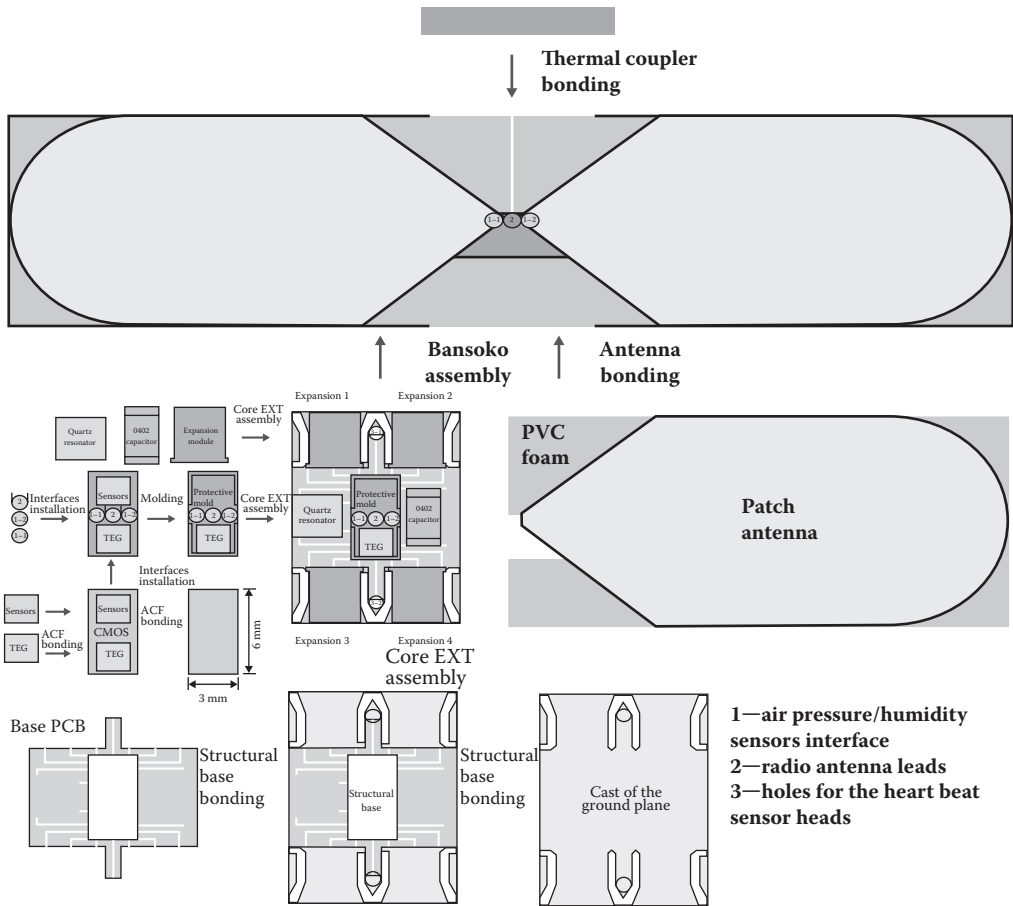 Thermal coupler
bonding
1–1 2 1–2
Bansoko
assembly
Antenna
bonding
Expansion 1
Expansion 2
Quartz
resonator
0402
capacitor
Expansion
module
Core EXT
assembly
2
1–2
1–1
Interfaces
installation
Sensors
1–1 2 1–2
TEG
Molding
Protective
mold
1–1 2 1–2
TEG
Core EXT
assembly
Quartz
resonator
Protective
mold
1–1 2 1–2
TEG
0402
capacitor
Interfaces
installation
Sensors
TEG
ACF
bonding
Sensors
CMOS
TEG
ACF
bonding
6 mm
3 mm
Expansion 3
Expansion 4
Core EXT
assembly
PVC
foam
Patch
antenna
Base PCB
Structural
base
bonding
Structural
base
Structural
base
bonding
Cast of the
ground plane
1—air pressure/humidity
sensors interface
2—radio antenna leads
3—holes for the heart beat
sensor heads